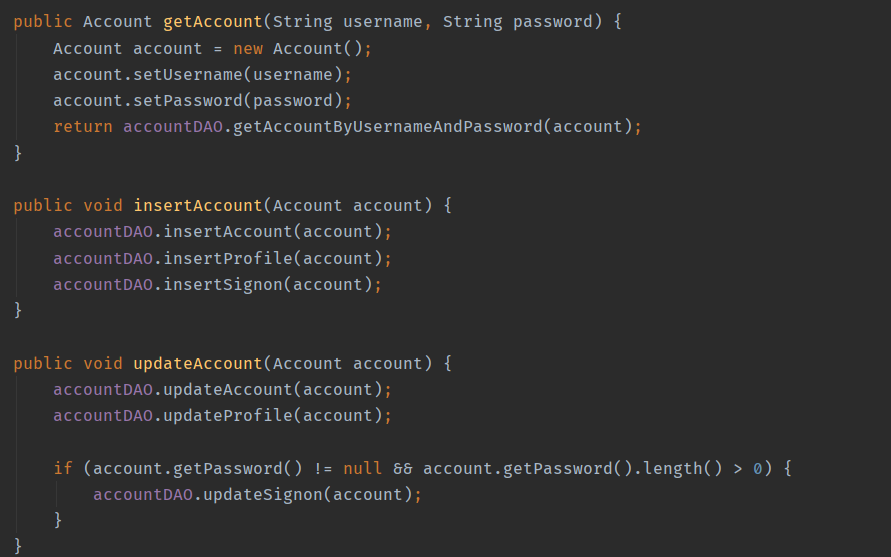 public Account getAccount(String username, String password) {
    Account account = new Account();
    account.setUsername(username);
    account.setPassword(password);
    return accountDAO.getAccountByUsernameAndPassword(account);
}

public void insertAccount(Account account) {
    accountDAO.insertAccount(account);
    accountDAO.insertProfile(account);
    accountDAO.insertSignon(account);
}

public void updateAccount(Account account) {
    accountDAO.updateAccount(account);
    accountDAO.updateProfile(account);

    if (account.getPassword() != null && account.getPassword().length() > 0) {
        accountDAO.updateSignon(account);
    }
}